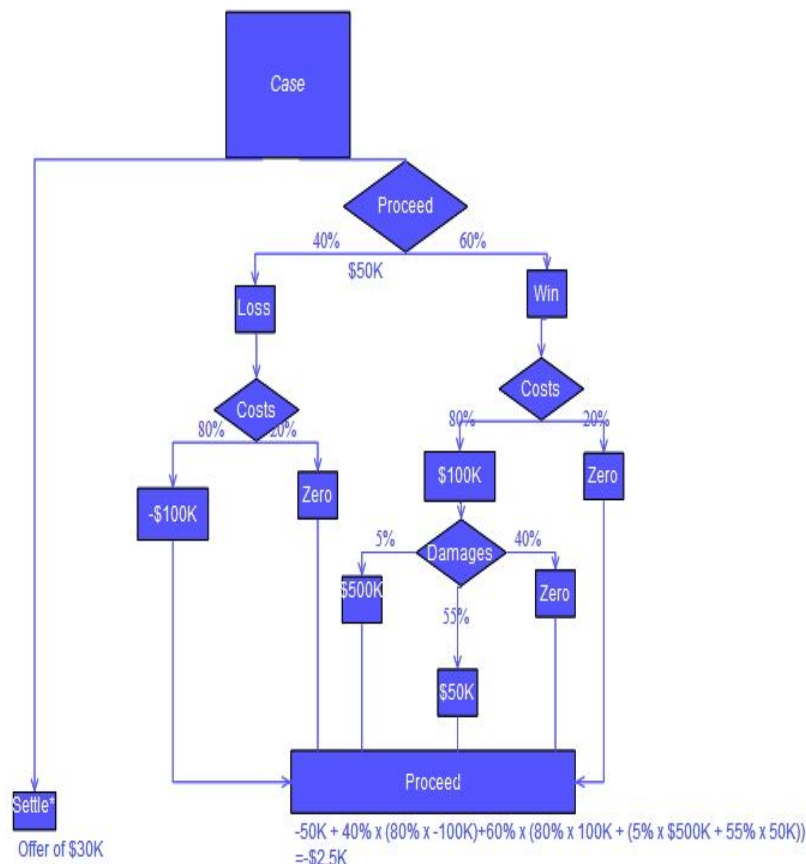 Case
Proceed
40%
60%
$50K
Loss
Win
Costs
Costs
80%
20%
80%
20%
-$100K
Zero
$100K
Zero
5%
Damages
40%
$500K
55%
Zero
$50K
Proceed
Settle*
Offer of $30K
-50K + 40% x (80% x -100K)+60% x (80% x 100K + (5% x $500K + 55% x 50K))
=-$2.5K